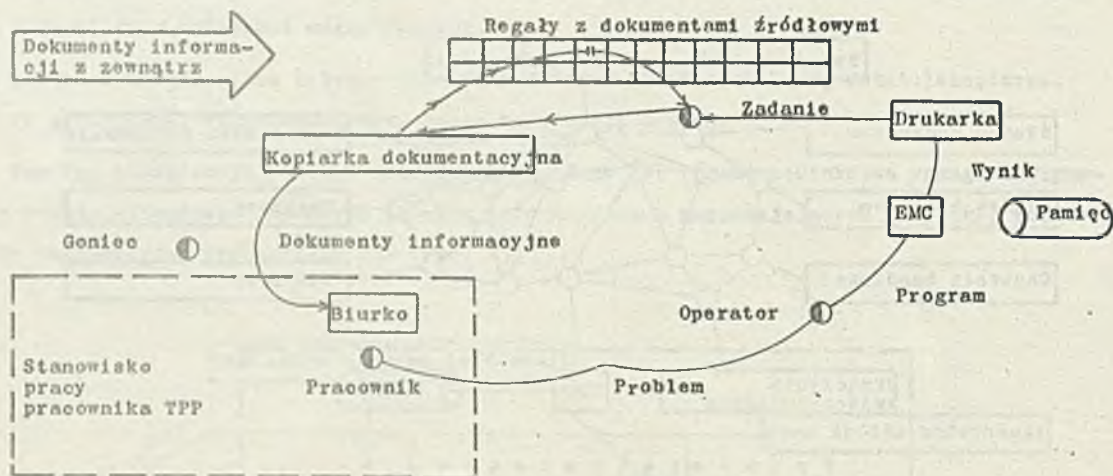 Regały z dokumentami źródłowymi
Dokumenty informa-
cji z zewnątrz
Zadanie
Drukarka
Kopiarka dokumentacyjna
Wynik
EMC
Pamięć
Goniec
Dokumenty informacyjne
Program
Biurko
Operator
Stanowisko
pracy
pracownika TPP
Pracownik
Problem